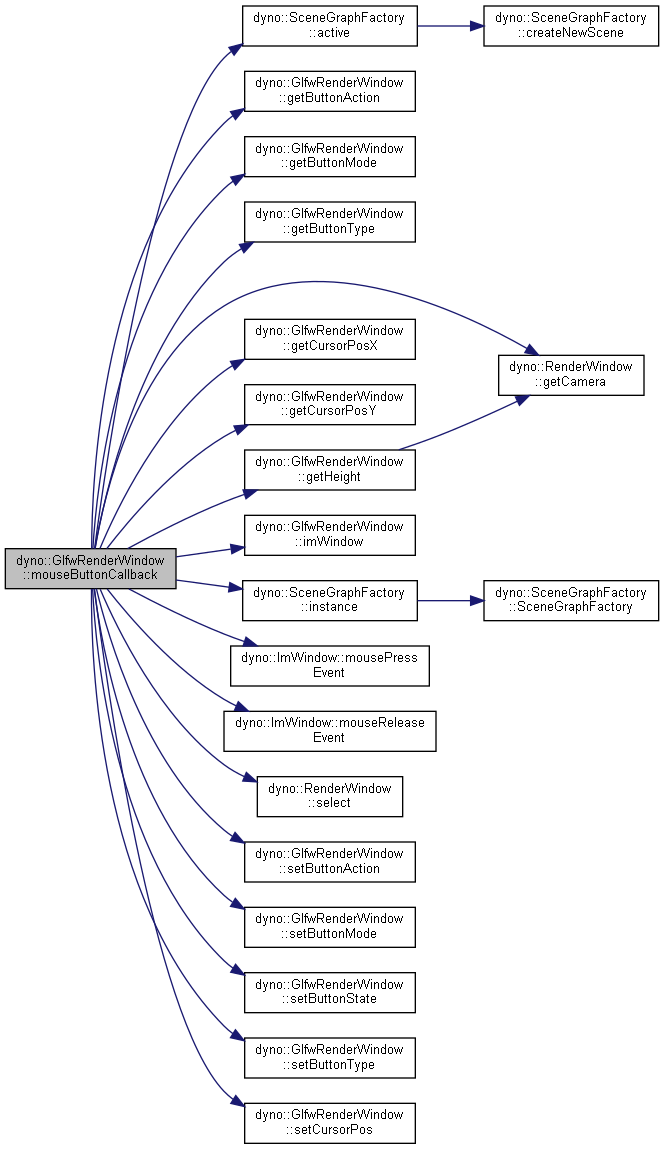 dyno::SceneGraphFactory
::active
dyno::SceneGraphFactory
::createNewScene
dyno::GlfwRenderWindow
::getButtonAction
dyno::GlfwRenderWindow
::getButtonMode
dyno::GlfwRenderWindow
::getButtonType
dyno::GlfwRenderWindow
::getCursorPosX
dyno::RenderWindow
::getCamera
dyno::GlfwRenderWindow
::getCursorPosY
dyno::GlfwRenderWindow
::getHeight
dyno::GlfwRenderWindow
::imWindow
dyno::GlfwRenderWindow
::mouseButtonCallback
dyno::SceneGraphFactory
::instance
dyno::SceneGraphFactory
::SceneGraphFactory
dyno::ImWindow::mousePress
Event
dyno::ImWindow::mouseRelease
Event
dyno::RenderWindow
::select
dyno::GlfwRenderWindow
::setButtonAction
dyno::GlfwRenderWindow
::setButtonMode
dyno::GlfwRenderWindow
::setButtonState
dyno::GlfwRenderWindow
::setButtonType
dyno::GlfwRenderWindow
::setCursorPos